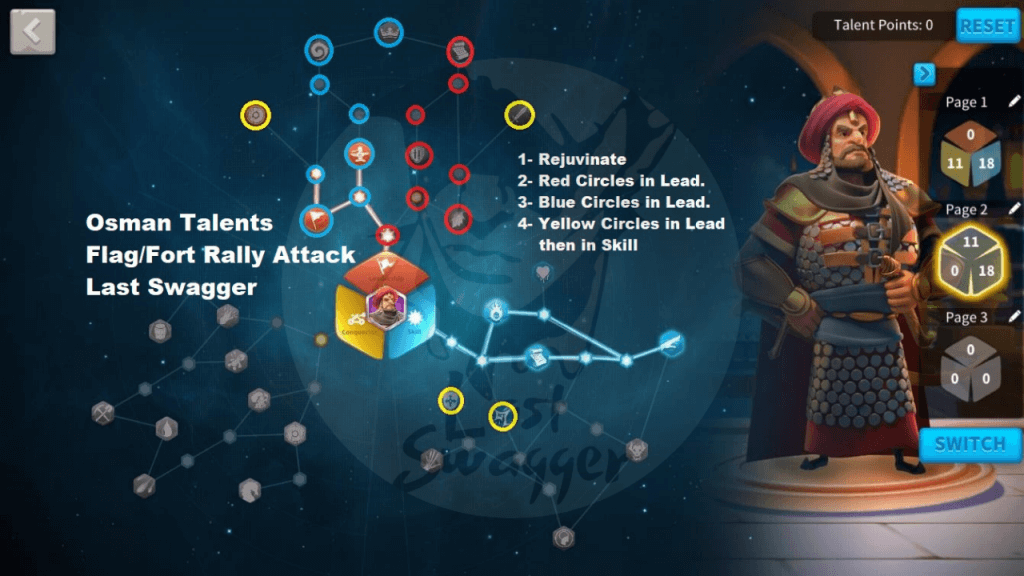 Talent Points: 0
RESET
Page 1
0
11 18
Page 2
11
0 18
Page 3
0
0 0
SWITCH
1- Rejuvinate
2- Red Circles in Lead.
3- Blue Circles in Lead.
4- Yellow Circles in Lead
then in Skill
Osman Talents
Flag/Fort Rally Attack
Last Swagger
Skill
Last
Swagger